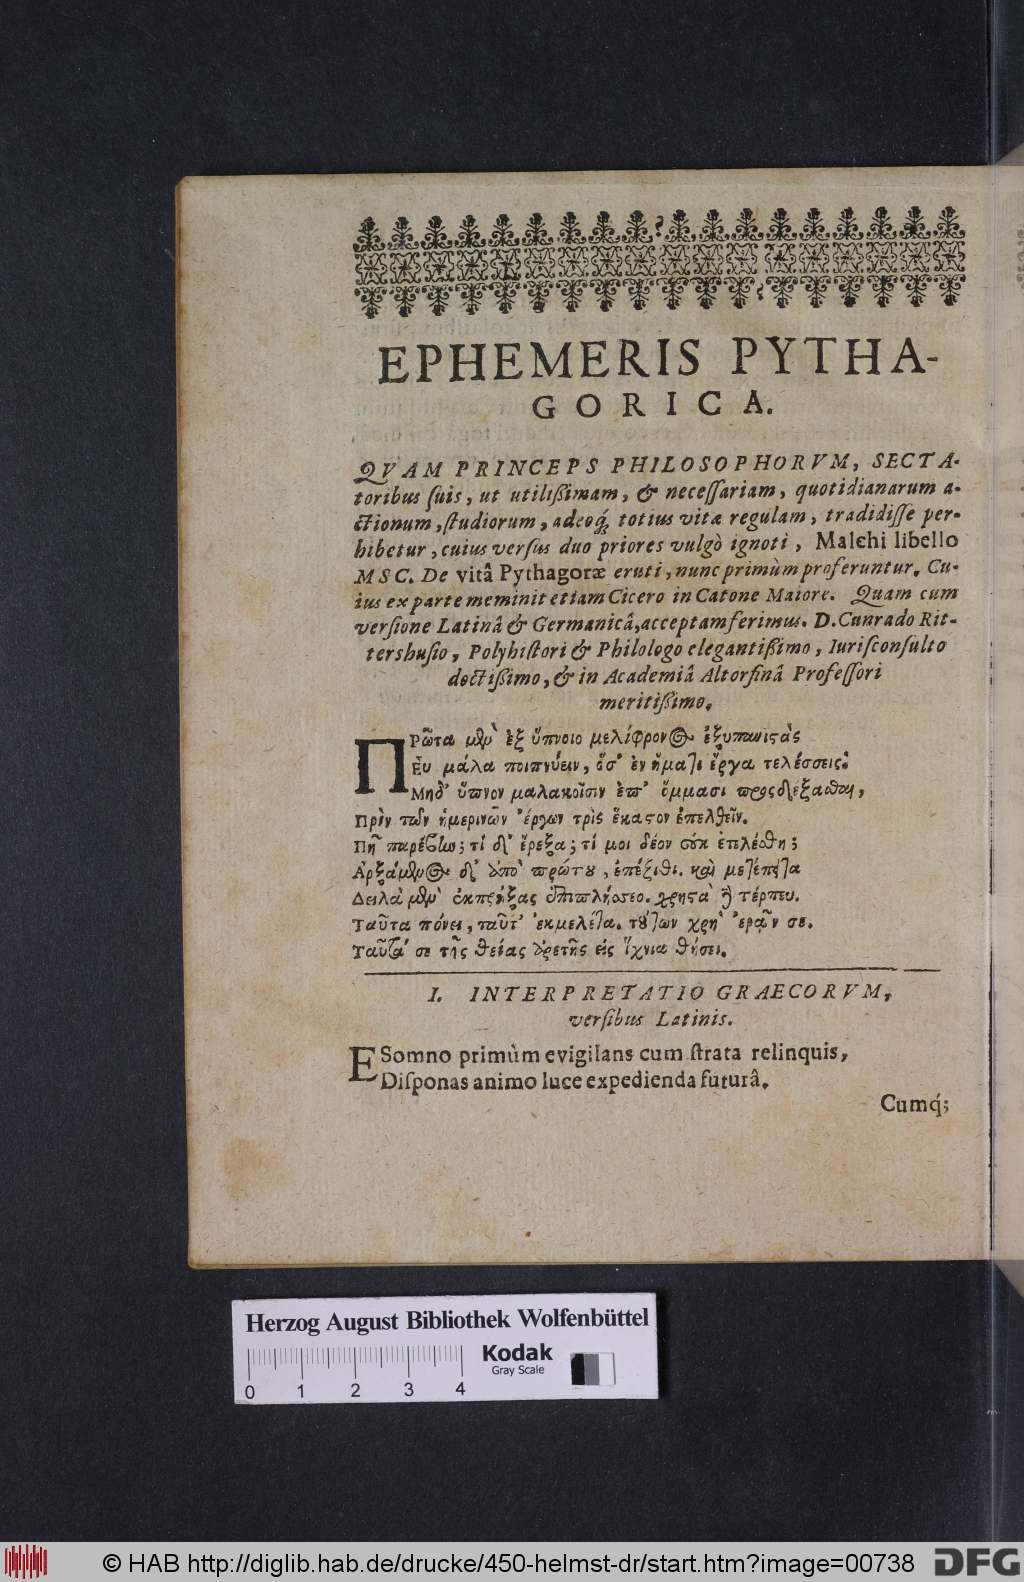 EPHEMERIS PYTHA-
GORICA.
QVAM PRINCEPS PHILOSOPHORVM, SECTA-
toribus ſuis, ut utilißimam, & neceſſariam, quotidianarum a-
ctionum, ſtudiorum, adeoq́; totius vitæ regulam, tradidiſſe per-
hibetur, cuius verſus duo priores vulgò ignoti, Malchi libello
MSC. De vitâ Pythagoræ eruti, nunc primùm proferuntur. Cu-
ius ex parte meminit etiam Cicero in Catone Maiore. Quam cum
verſione Latinâ & Germanicâ, acceptam ferimus. D. Cunrado Rit-
tershuſio, Polyhiſtori & Philologo elegantißimo, Iuriſconſulto
doctißimo, & in Academiâ Altorfinâ Profeſſori
meritißimo.
ΠΡῶτα μὲν ἐξ ὕπνοιο μελίφρονος ἐξυπανιςὰς
Εὖ μάλα ποιπνύειν, ὅσ' ἐν ἤματι ἔργα τελέσσεις.
Μηδ' ὕπνον μαλακοῖσιν ἐπ' ὄμμασι προςδέξασθαι,
Πρὶν τῶν ἡμερινῶν ἔργων τρὶς ἕκαστον ἐπελθεῖν.
Πῆ παρέβην; τί δ' ἔρεξα; τί μοι δέον οὐκ ἐτελέσθη;
Ἀρξάμενος δ' ἀπὸ πρώτου, ἐπέξιθι. καὶ μετέπειτα
Δειλὰ μὲν ἐκπρήξας ἐπιπλήσσεο. χρηστὰ δὲ τέρπευ.
Ταῦτα πόνει, ταῦτ' ἐκμελέτα. τούτων χρὴ ἐρᾷν σε.
Ταῦτά σε τῆς θείας ἀρετῆς εἰς ἴχνια θήσει.
I. INTERPRETATIO GRAECORVM,
verſibus Latinis.
E Somno primùm evigilans cum ſtrata relinquis,
Diſponas animo luce expedienda futurâ.
Cumq́;
Herzog August Bibliothek Wolfenbüttel
Kodak
Gray Scale
0 1 2 3 4
© HAB http://diglib.hab.de/drucke/450-helmst-dr/start.htm?image=00738
DFG